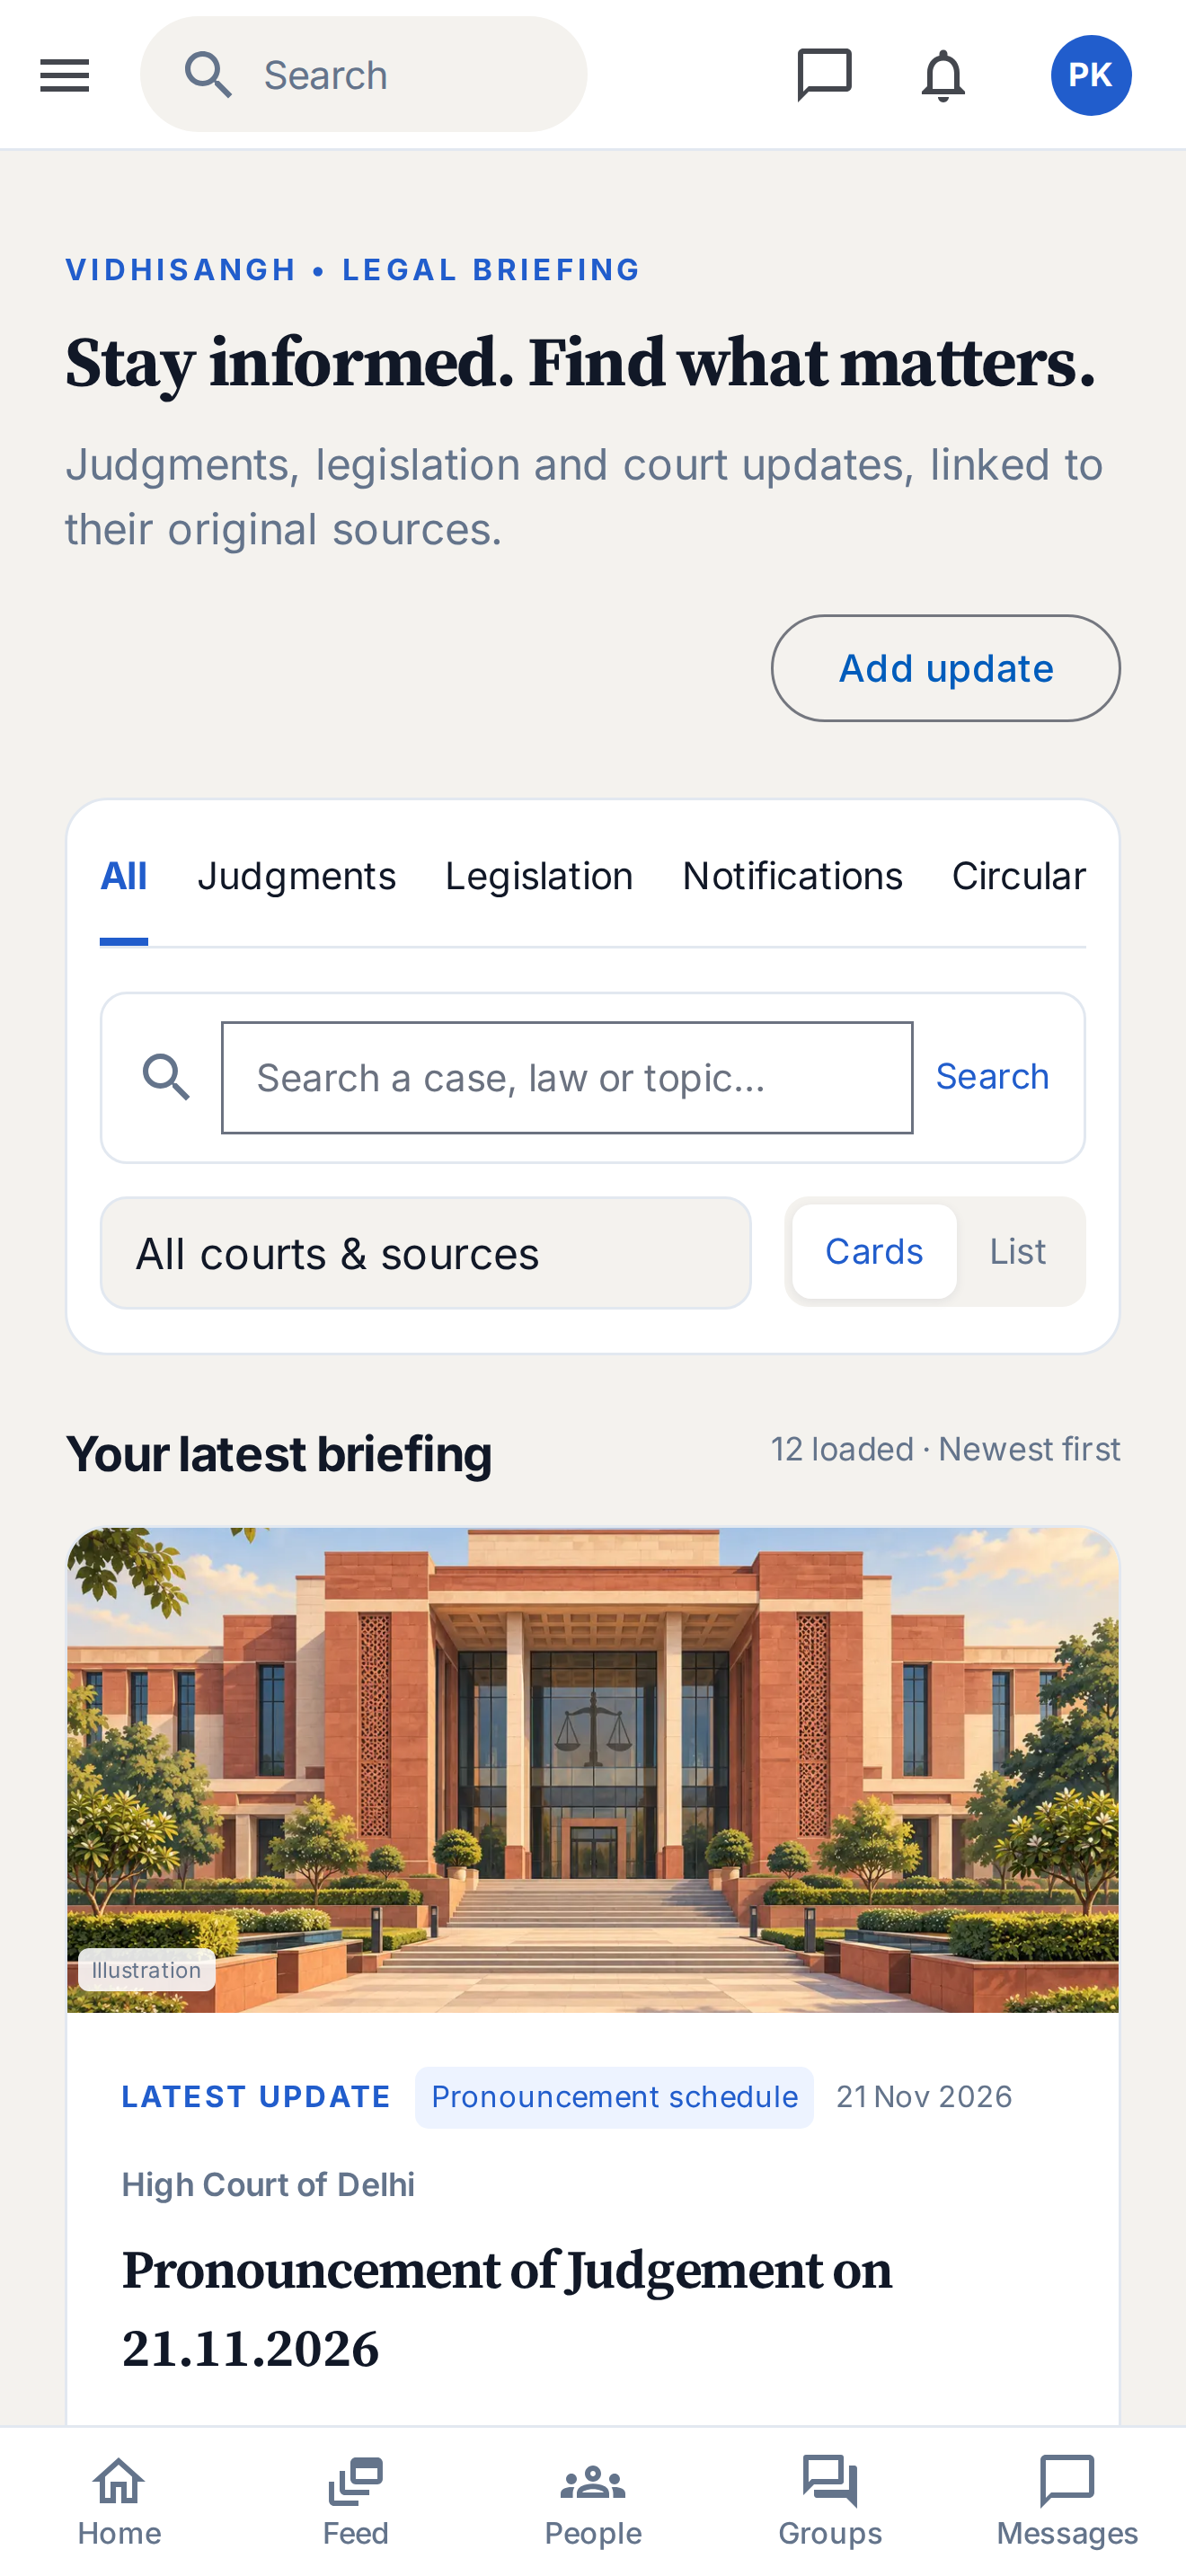 Search
PK
VIDHISANGH • LEGAL BRIEFING
Stay informed. Find what matters.
Judgments, legislation and court updates, linked to
their original sources.
Add update
All Judgments Legislation Notifications Circular
Search a case, law or topic... Search
All courts & sources Cards List
Your latest briefing 12 loaded · Newest first
Illustration
LATEST UPDATE Pronouncement schedule 21 Nov 2026
High Court of Delhi
Pronouncement of Judgement on
21.11.2026
Home Feed People Groups Messages